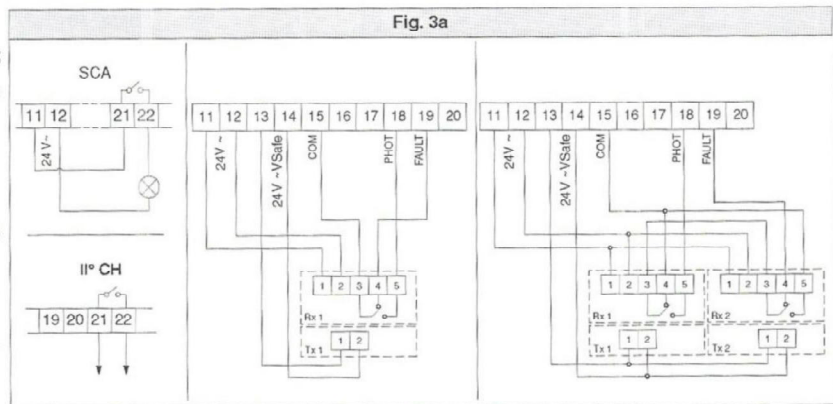 Fig. 3a
SCA
11 12 21 22
24 V~
II° CH
19 20 21 22
11 12 13 14 15 16 17 18 19 20
24V ~
24V ~VSafe
COM
PHOT
FAULT
1 2 3 4 5
Rx 1
Tx 1
1 2
11 12 13 14 15 16 17 18 19 20
24V ~
24V ~VSafe
COM
PHOT
FAULT
1 2 3 4 5
1 2 3 4 5
Rx 1
Rx 2
Tx 1
1 2
Tx 2
1 2